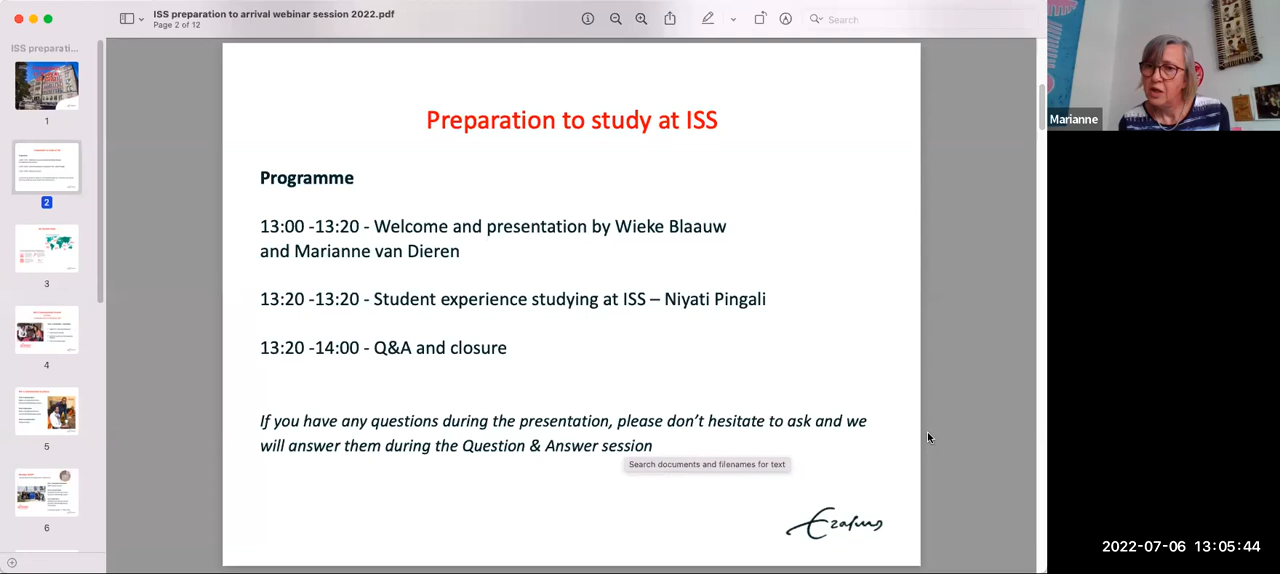 ISS preparation to arrival webinar session 2022.pdf
Page 2 of 12
Search
ISS preparati...
1
2
3
4
5
6
Preparation to study at ISS
Programme
13:00 -13:20 - Welcome and presentation by Wieke Blaauw
and Marianne van Dieren
13:20 -13:20 - Student experience studying at ISS – Niyati Pingali
13:20 -14:00 - Q&A and closure
If you have any questions during the presentation, please don't hesitate to ask and we
will answer them during the Question & Answer session
Search documents and filenames for text
Erasmus
Marianne
2022-07-06 13:05:44